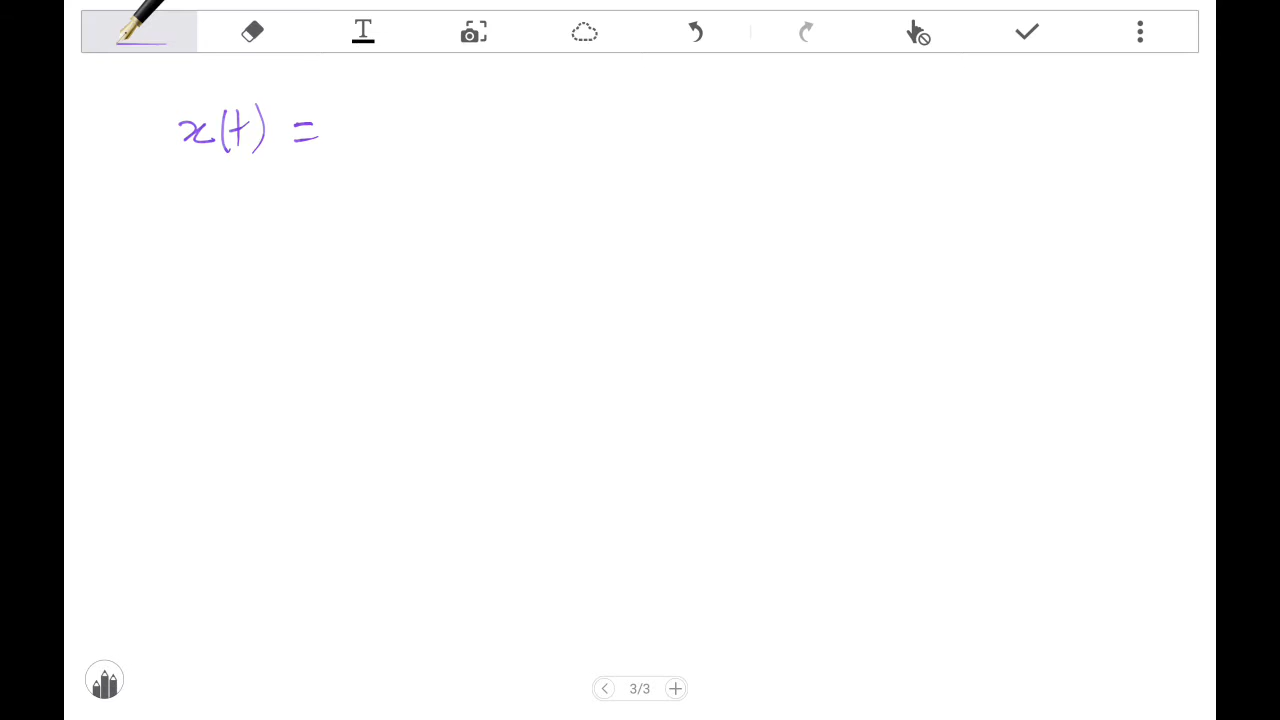 T
x(t) =
3/3